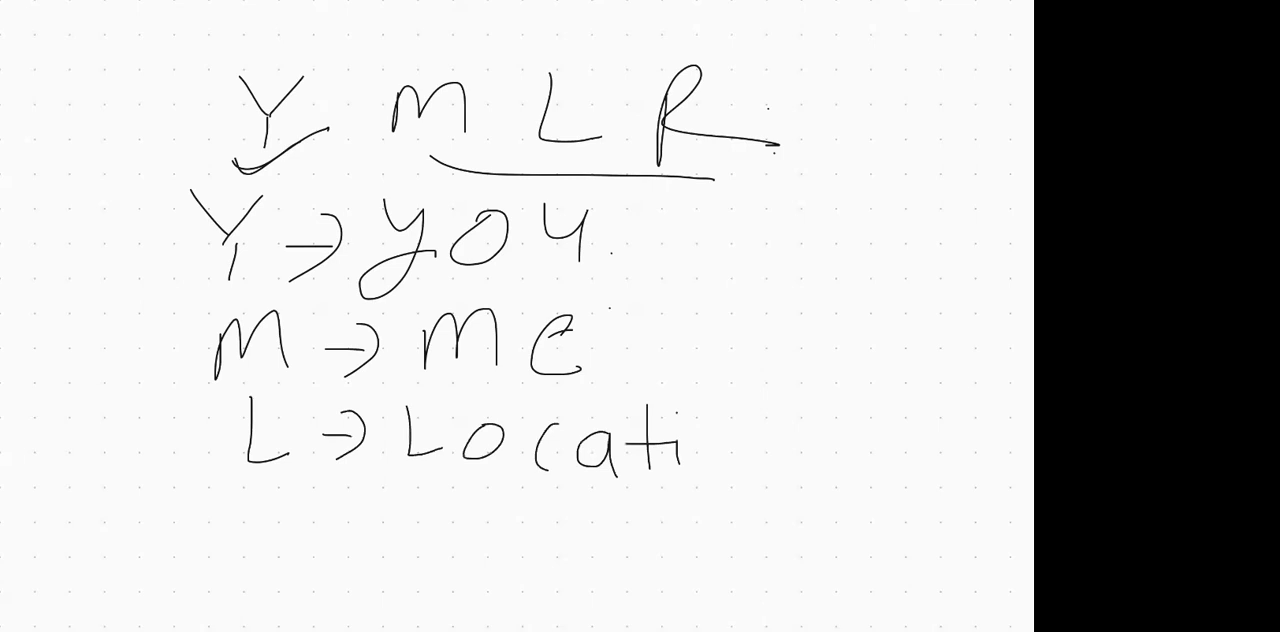 Y M L R
Y → you
M → me
L → Locati